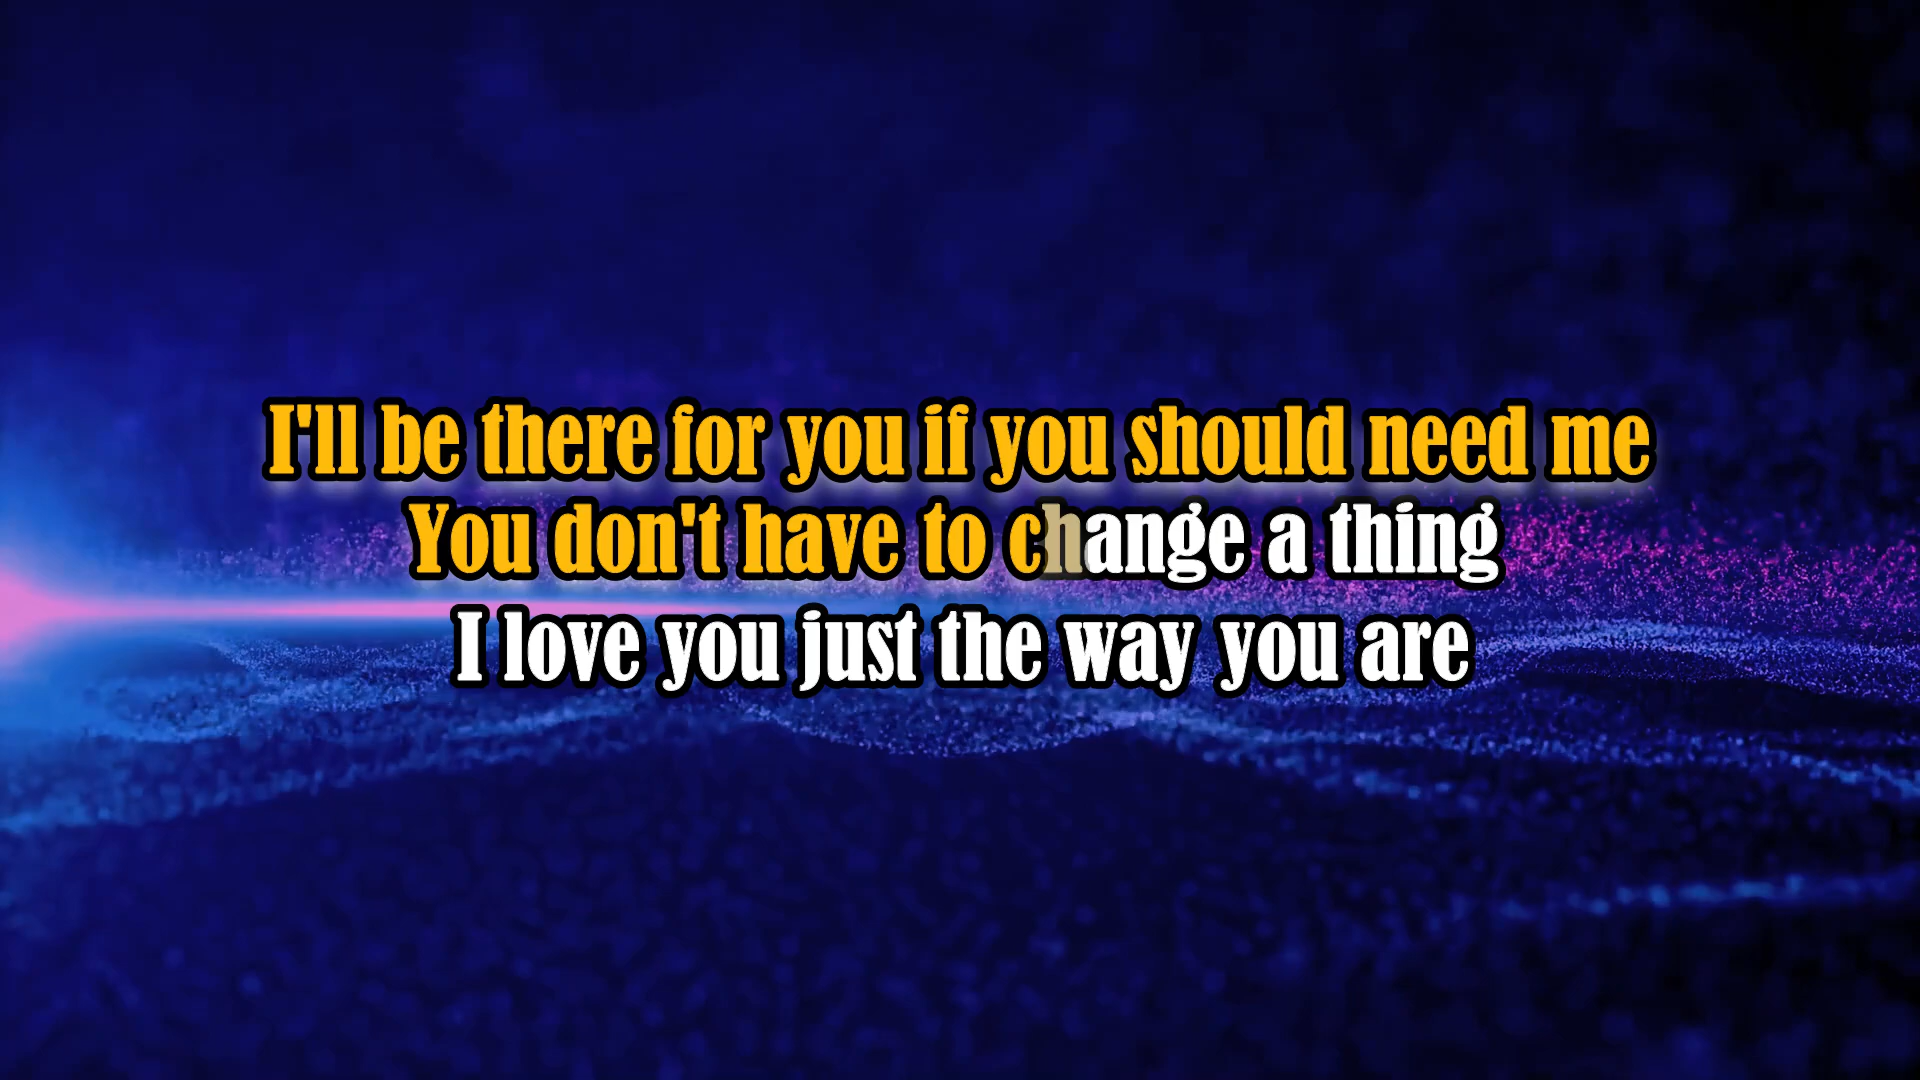 I'll be there for you if you should need me
You don't have to change a thing
I love you just the way you are